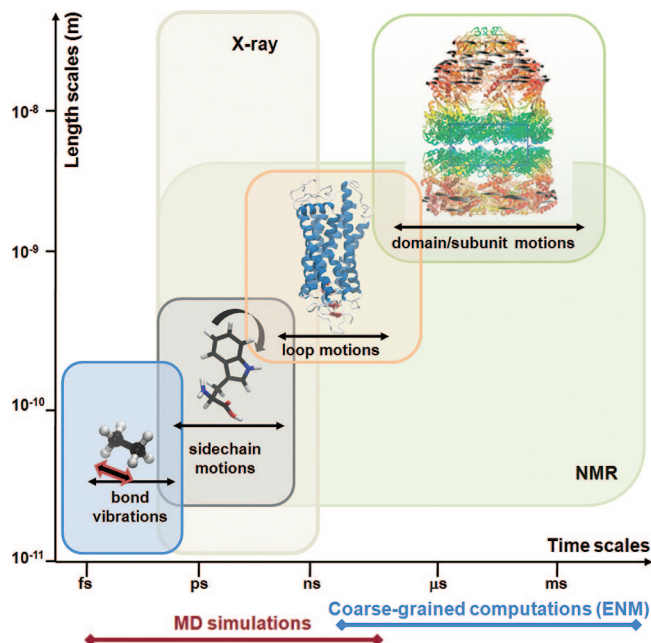 Length scales (m)
X-ray
10-8
10-9
10-10
10-11
domain/subunit motions
loop motions
sidechain
motions
bond
vibrations
NMR
Time scales
fs
ps
ns
μs
ms
Coarse-grained computations (ENM)
MD simulations